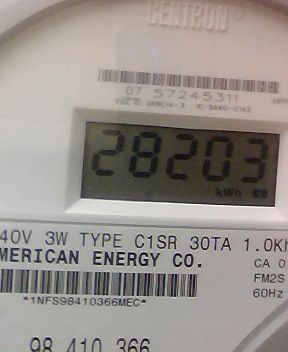 CENTRON®
07 57245311
28203
kWh
40V 3W TYPE C1SR 30TA 1.0Kh
MERICAN ENERGY CO.
CA 0
FM2S
60Hz
*1NFS98410366MEC*
98 410 366